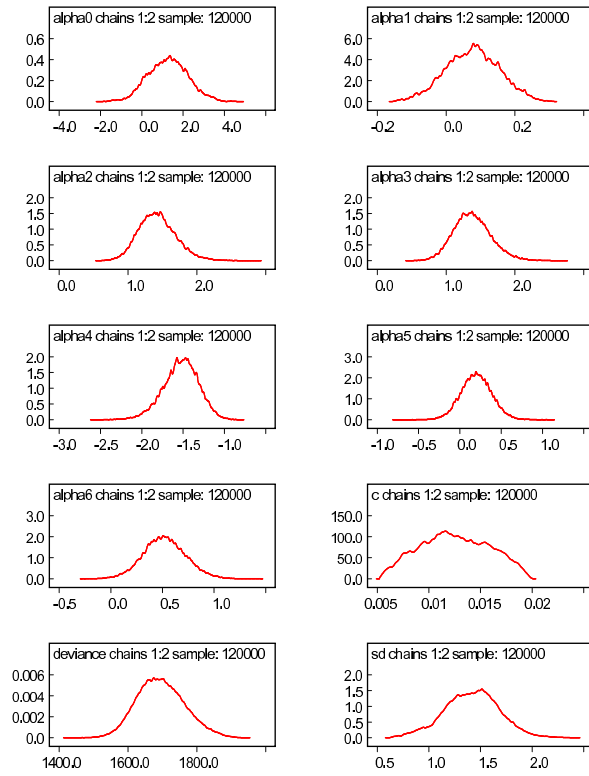 alpha0 chains 1:2 sample: 120000
0.6
0.4
0.2
0.0
-4.0 -2.0 0.0 2.0 4.0
alpha1 chains 1:2 sample: 120000
6.0
4.0
2.0
0.0
-0.2 0.0 0.2
alpha2 chains 1:2 sample: 120000
2.0
1.5
1.0
0.5
0.0
0.0 1.0 2.0
alpha3 chains 1:2 sample: 120000
2.0
1.5
1.0
0.5
0.0
0.0 1.0 2.0
alpha4 chains 1:2 sample: 120000
2.0
1.5
1.0
0.5
0.0
-3.0 -2.0 -1.0
alpha5 chains 1:2 sample: 120000
3.0
2.0
1.0
0.0
-1.0 -0.5 0.0 0.5 1.0
alpha6 chains 1:2 sample: 120000
3.0
2.0
1.0
0.0
-0.5 0.0 0.5 1.0
c chains 1:2 sample: 120000
150.0
100.0
50.0
0.0
0.005 0.01 0.015 0.02
deviance chains 1:2 sample: 120000
0.006
0.004
0.002
0.0
1400.0 1600.0 1800.0
sd chains 1:2 sample: 120000
2.0
1.5
1.0
0.5
0.0
0.5 1.0 1.5 2.0